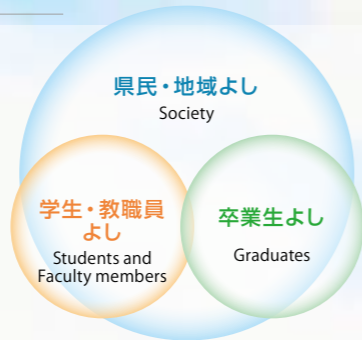 県民・地域よし
Society
学生・教職員
よし
Students and
Faculty members
卒業生よし
Graduates